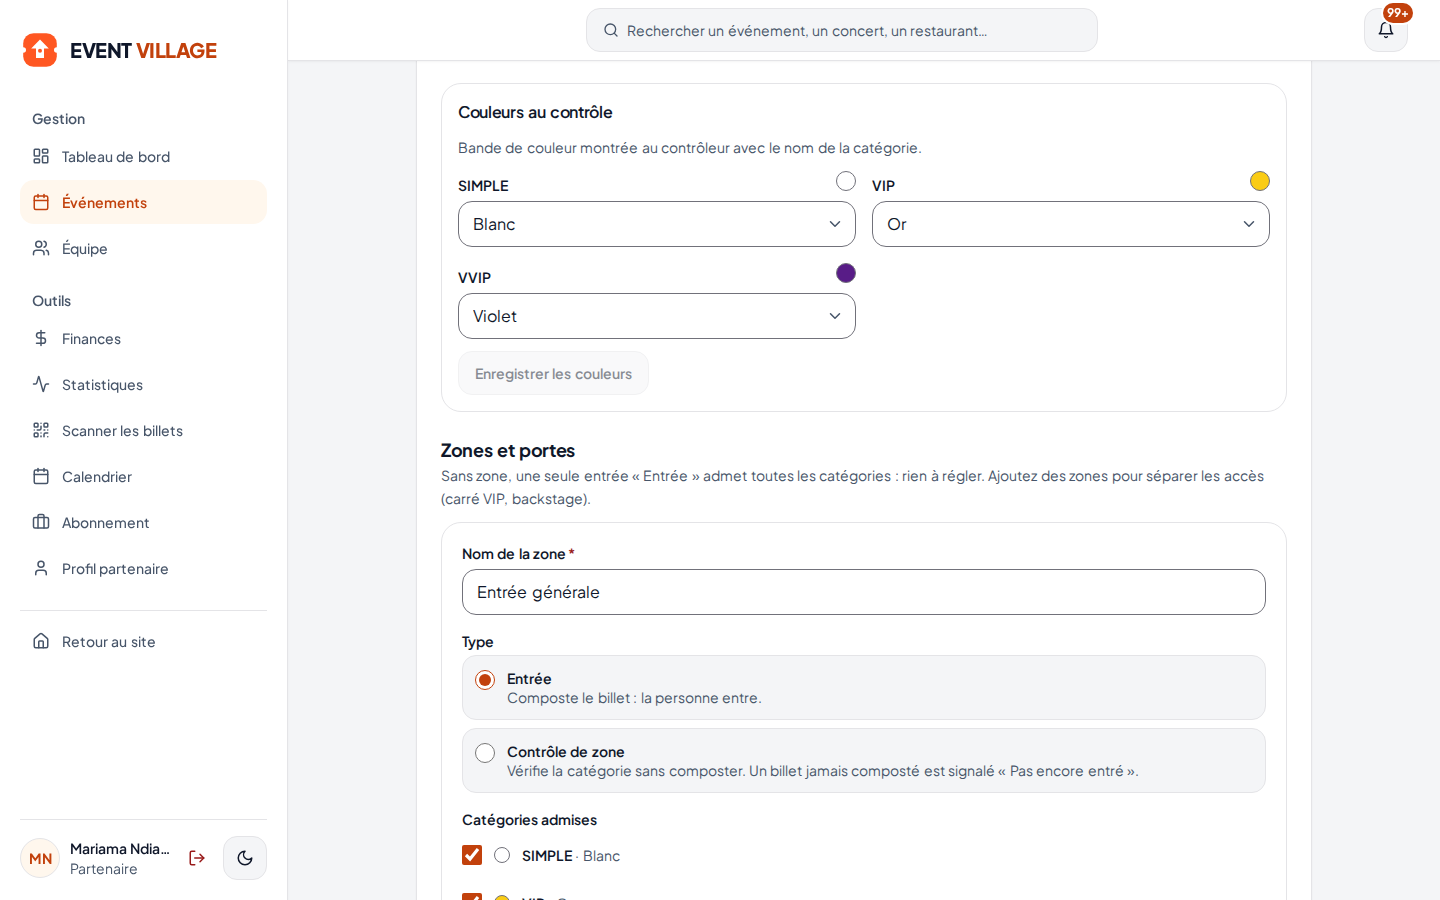 EVENT VILLAGE
Rechercher un événement, un concert, un restaurant...
99+
Gestion
Tableau de bord
Événements
Équipe
Outils
Finances
Statistiques
Scanner les billets
Calendrier
Abonnement
Profil partenaire
Retour au site
MN
Mariama Ndia...
Partenaire
Couleurs au contrôle
Bande de couleur montrée au contrôleur avec le nom de la catégorie.
SIMPLE
Blanc
VIP
Or
VVIP
Violet
Enregistrer les couleurs
Zones et portes
Sans zone, une seule entrée « Entrée » admet toutes les catégories : rien à régler. Ajoutez des zones pour séparer les accès
(carré VIP, backstage).
Nom de la zone *
Entrée générale
Type
Entrée
Composte le billet : la personne entre.
Contrôle de zone
Vérifie la catégorie sans composter. Un billet jamais composté est signalé « Pas encore entré ».
Catégories admises
SIMPLE · Blanc